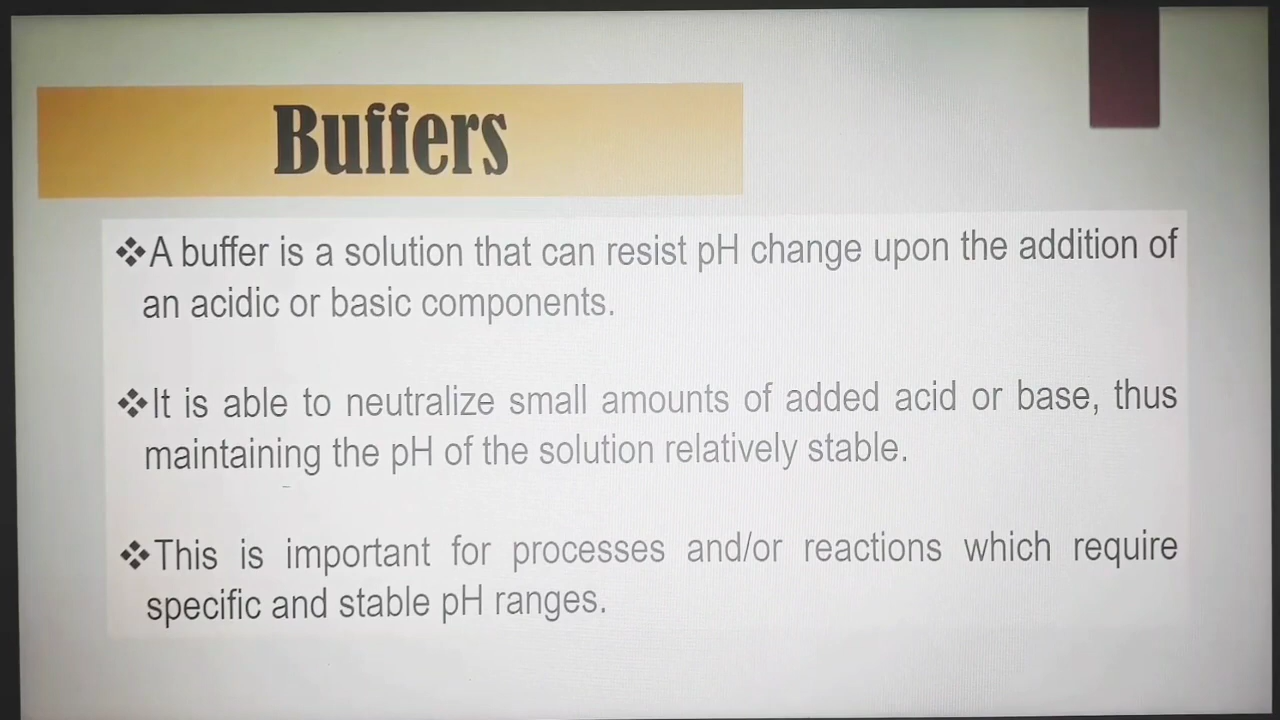 Buffers
❖A buffer is a solution that can resist pH change upon the addition of
an acidic or basic components.
❖It is able to neutralize small amounts of added acid or base, thus
maintaining the pH of the solution relatively stable.
❖This is important for processes and/or reactions which require
specific and stable pH ranges.